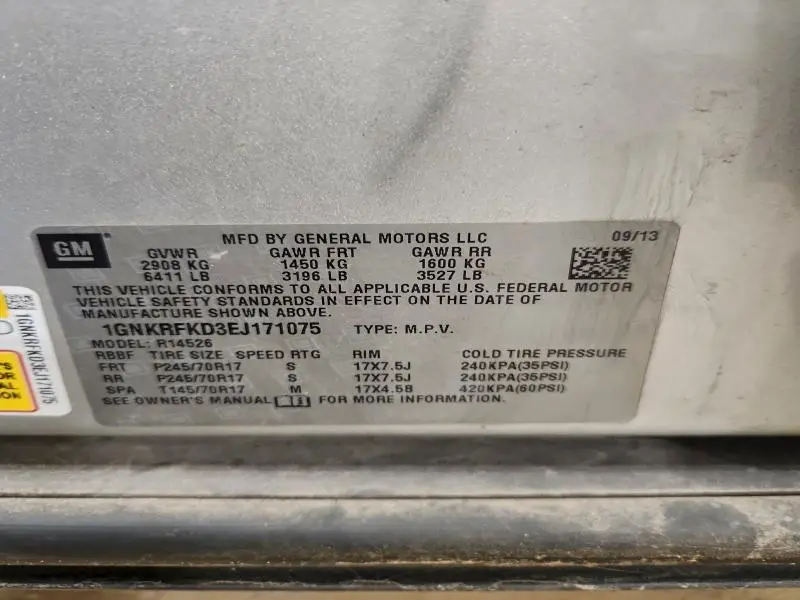 GM
MFD BY GENERAL MOTORS LLC 09/13
GVWR GAWR FRT GAWR RR
2908 KG 1450 KG 1600 KG
6411 LB 3196 LB 3527 LB
THIS VEHICLE CONFORMS TO ALL APPLICABLE U.S. FEDERAL MOTOR
VEHICLE SAFETY STANDARDS IN EFFECT ON THE DATE OF
MANUFACTURE SHOWN ABOVE.
1GNKRFKD3EJ171075 TYPE: M.P.V.
MODEL: R14526
RBBF TIRE SIZE SPEED RTG RIM COLD TIRE PRESSURE
FRT P245/70R17 S 17X7.5J 240KPA(35PSI)
RR P245/70R17 S 17X7.5J 240KPA(35PSI)
SPA T145/70R17 M 17X4.5B 420KPA(60PSI)
SEE OWNER'S MANUAL FOR MORE INFORMATION.
1GNKRFKD3EJ171075